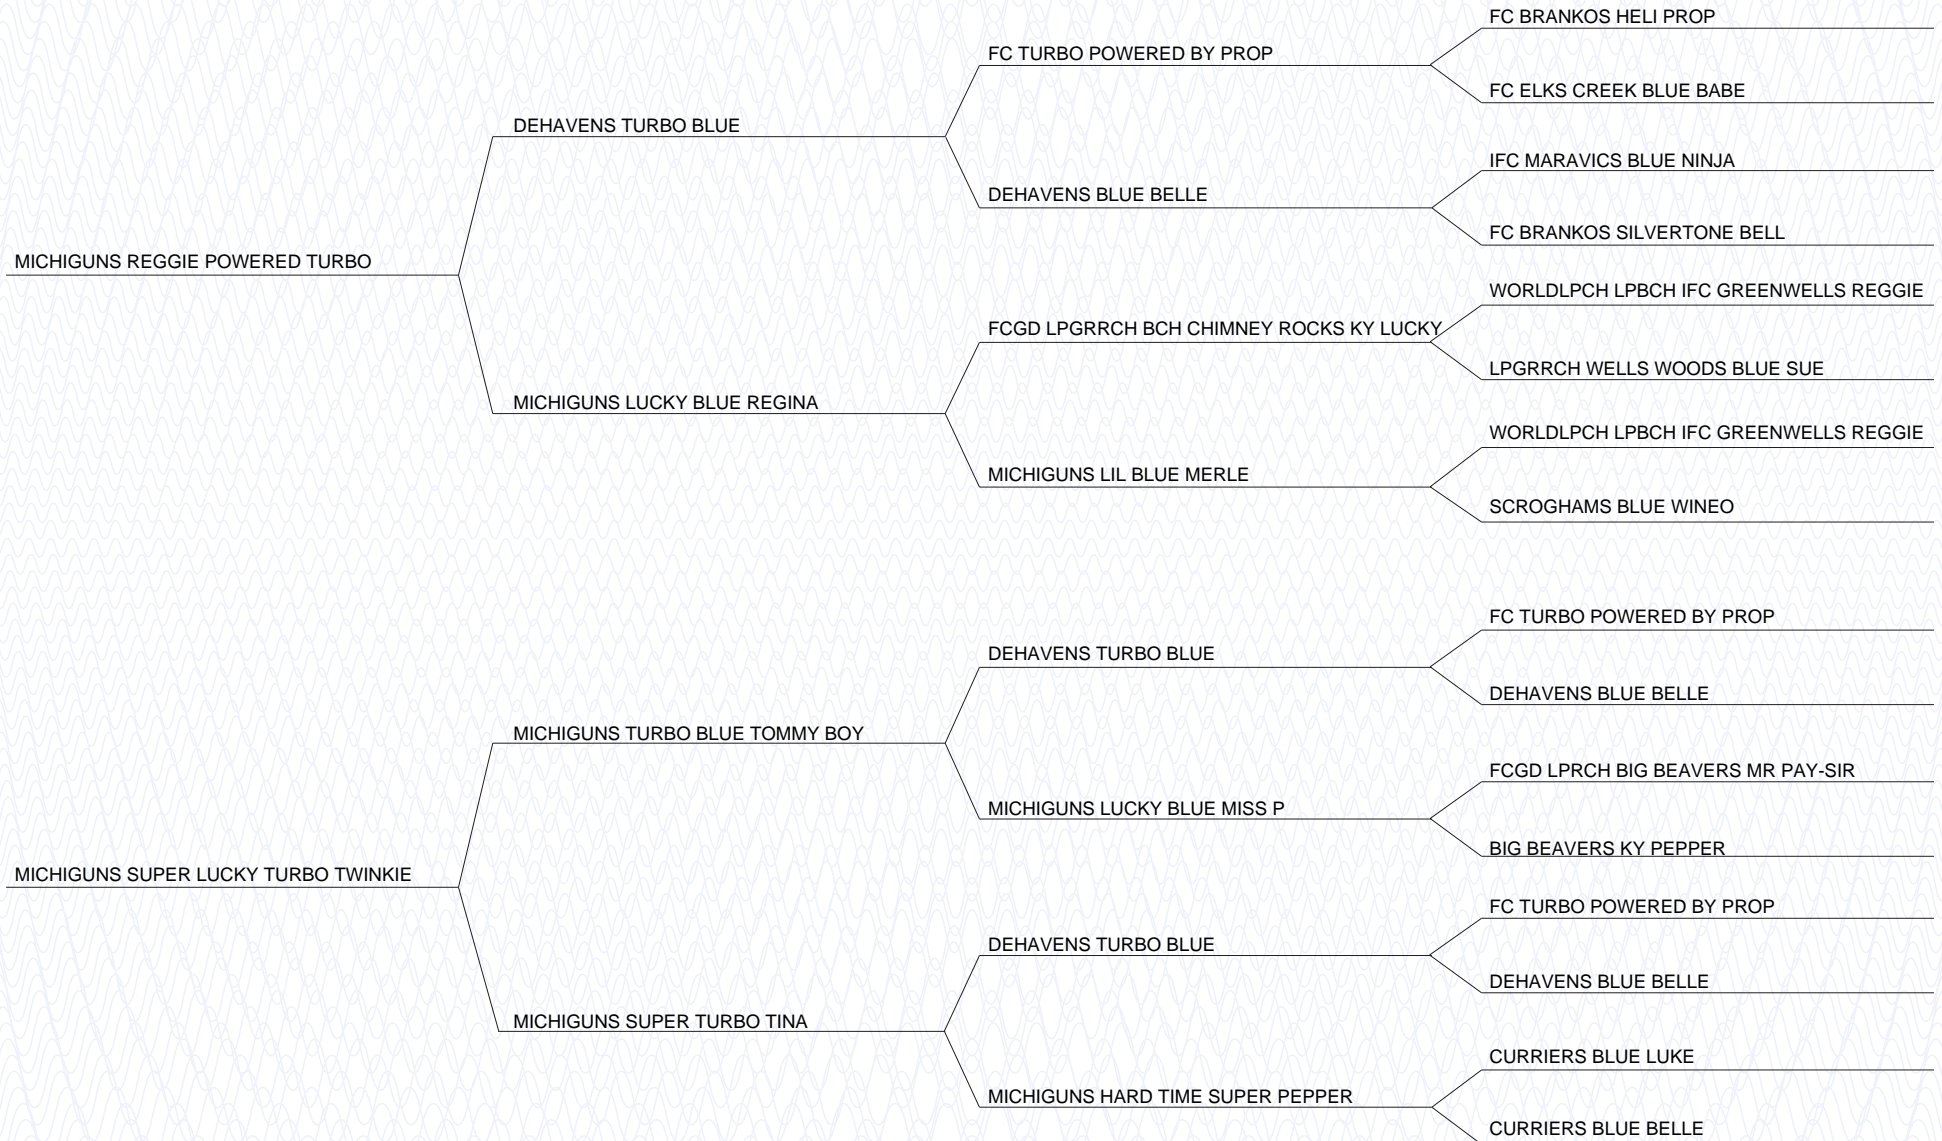 FC BRANKOS HELI PROP
FC TURBO POWERED BY PROP
FC ELKS CREEK BLUE BABE
DEHAVENS TURBO BLUE
IFC MARAVICS BLUE NINJA
DEHAVENS BLUE BELLE
FC BRANKOS SILVERTONE BELL
MICHIGUNS REGGIE POWERED TURBO
WORLDLPCH LPBCH IFC GREENWELLS REGGIE
FCGD LPGRRCH BCH CHIMNEY ROCKS KY LUCKY
LPGRRCH WELLS WOODS BLUE SUE
MICHIGUNS LUCKY BLUE REGINA
WORLDLPCH LPBCH IFC GREENWELLS REGGIE
MICHIGUNS LIL BLUE MERLE
SCROGHAMS BLUE WINEO
FC TURBO POWERED BY PROP
DEHAVENS TURBO BLUE
DEHAVENS BLUE BELLE
MICHIGUNS TURBO BLUE TOMMY BOY
FCGD LPRCH BIG BEAVERS MR PAY-SIR
MICHIGUNS LUCKY BLUE MISS P
BIG BEAVERS KY PEPPER
MICHIGUNS SUPER LUCKY TURBO TWINKIE
FC TURBO POWERED BY PROP
DEHAVENS TURBO BLUE
DEHAVENS BLUE BELLE
MICHIGUNS SUPER TURBO TINA
CURRIERS BLUE LUKE
MICHIGUNS HARD TIME SUPER PEPPER
CURRIERS BLUE BELLE